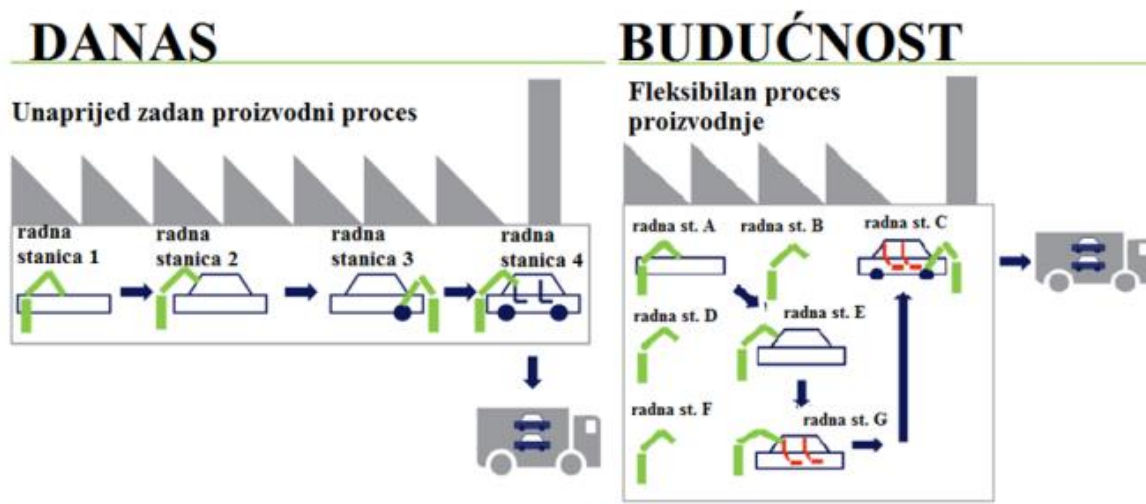 DANAS
Unaprijed zadan proizvodni proces
radna
stanica 1
radna
stanica 2
radna
stanica 3
radna
stanica 4
BUDUĆNOST
Fleksibilan proces
proizvodnje
radna st. A
radna st. B
radna st. C
radna st. D
radna st. E
radna st. F
radna st. G